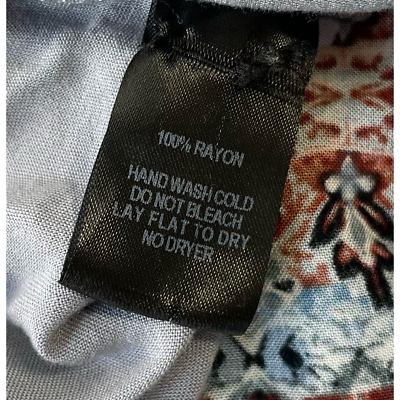 100% RAYON
HAND WASH COLD
DO NOT BLEACH
LAY FLAT TO DRY
NO DRYER